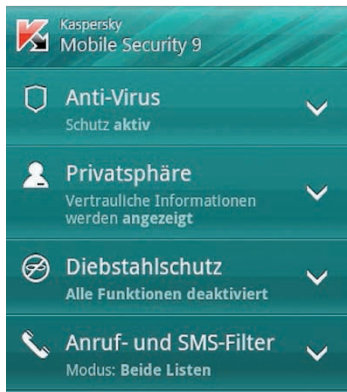 Kaspersky
Mobile Security 9
Anti-Virus
Schutz aktiv
Privatsphäre
Vertrauliche Informationen
werden angezeigt
Diebstahlschutz
Alle Funktionen deaktiviert
Anruf- und SMS-Filter
Modus: Beide Listen